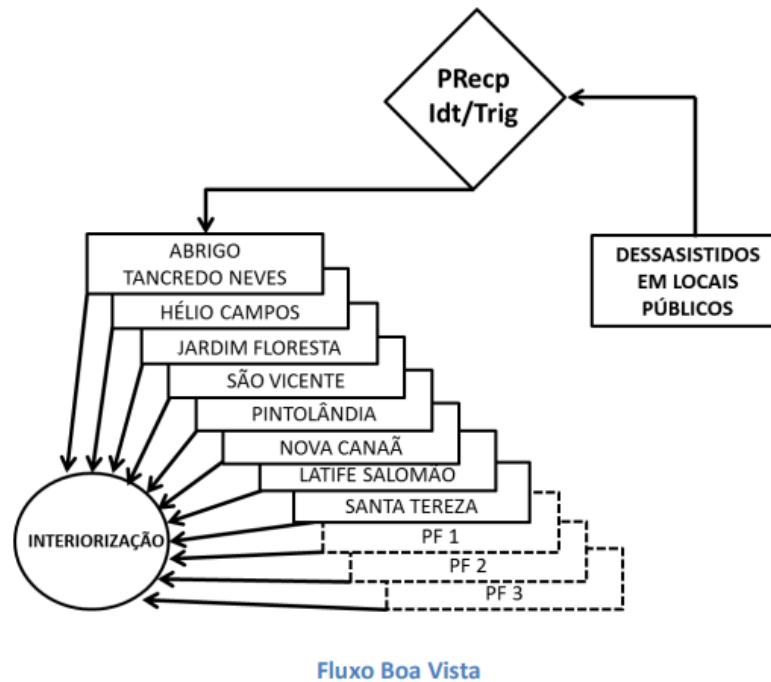 PRecp
Idt/Trig
DESSASISTIDOS
EM LOCAIS
PÚBLICOS
ABRIGO
TANCREDO NEVES
HÉLIO CAMPOS
JARDIM FLORESTA
SÃO VICENTE
PINTOLÂNDIA
NOVA CANAÃ
LATIFE SALOMÃO
SANTA TEREZA
INTERIORIZAÇÃO
PF 1
PF 2
PF 3
Fluxo Boa Vista